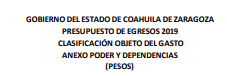 GOBIERNO DEL ESTADO DE COAHUILA DE ZARAGOZA
PRESUPUESTO DE EGRESOS 2019
CLASIFICACIÓN OBJETO DEL GASTO
ANEXO PODER Y DEPENDENCIAS
(PESOS)